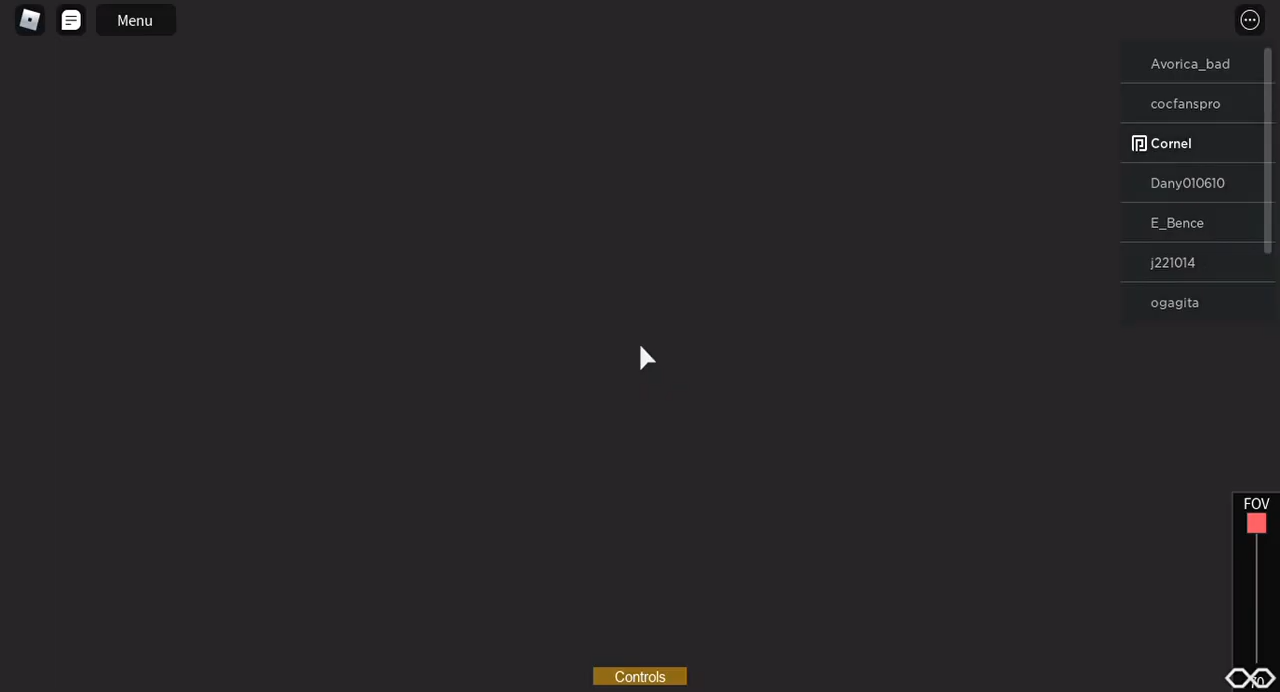 Menu
Avorica_bad
cocfanspro
Cornel
Dany010610
E_Bence
j221014
ogagita
FOV
Controls